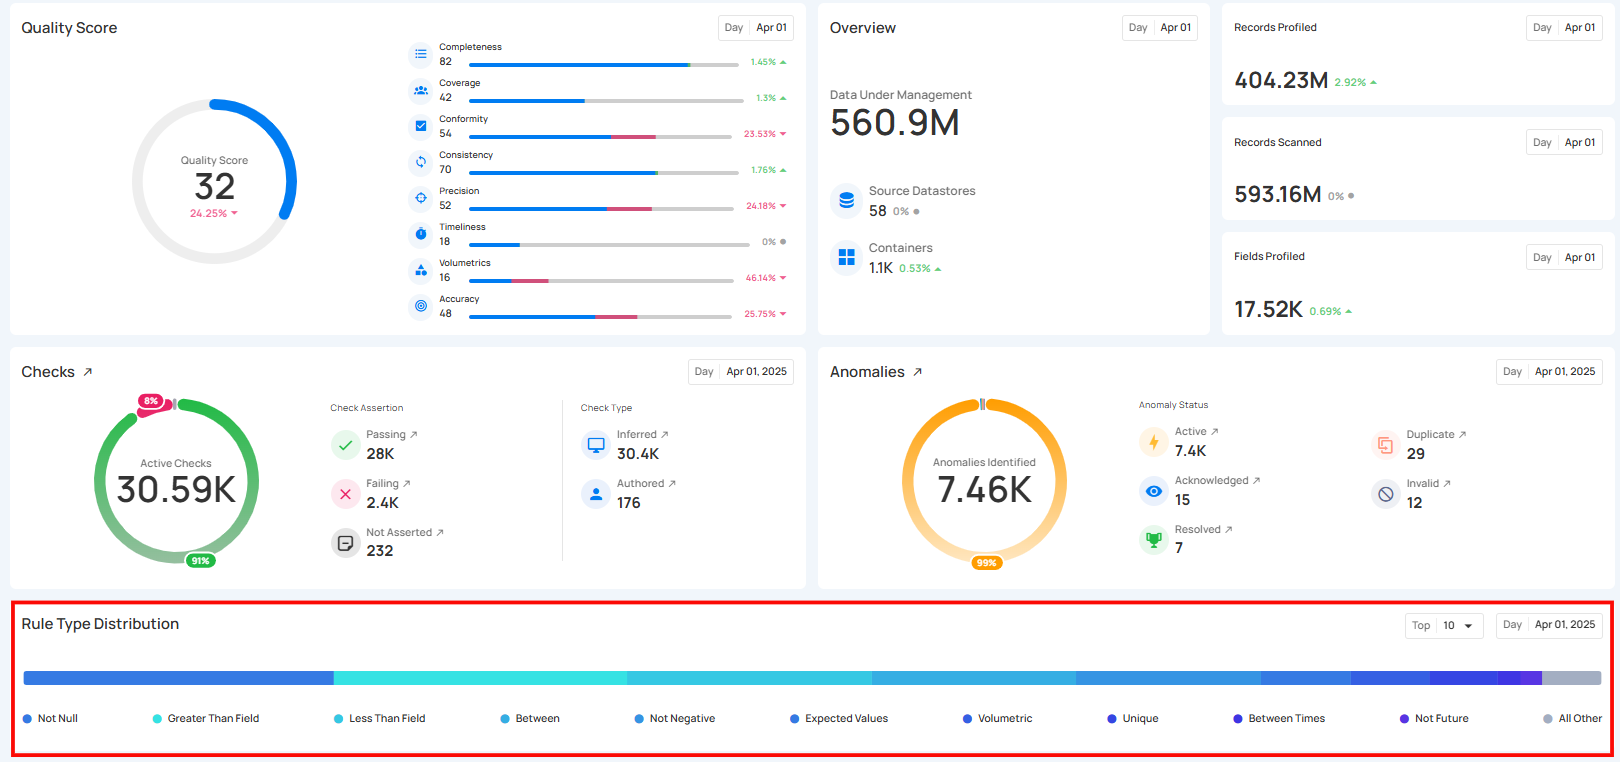 Quality Score
Day Apr 01
Quality Score
32
24.25%
Completeness
82
1.45%
Coverage
42
1.3%
Conformity
54
23.53%
Consistency
70
1.76%
Precision
52
24.18%
Timeliness
18
0%
Volumetrics
16
46.14%
Accuracy
48
25.75%
Overview
Day Apr 01
Data Under Management
560.9M
Source Datastores
58 0%
Containers
1.1K 0.53%
Records Profiled
Day Apr 01
404.23M 2.92%
Records Scanned
Day Apr 01
593.16M 0%
Fields Profiled
Day Apr 01
17.52K 0.69%
Checks
Day Apr 01, 2025
8%
Active Checks
30.59K
91%
Check Assertion
Passing
28K
Failing
2.4K
Not Asserted
232
Check Type
Inferred
30.4K
Authored
176
Anomalies
Day Apr 01, 2025
Anomalies Identified
7.46K
99%
Anomaly Status
Active
7.4K
Acknowledged
15
Resolved
7
Duplicate
29
Invalid
12
Rule Type Distribution
Top 10
Day Apr 01, 2025
Not Null Greater Than Field Less Than Field Between Not Negative Expected Values Volumetric Unique Between Times Not Future All Other